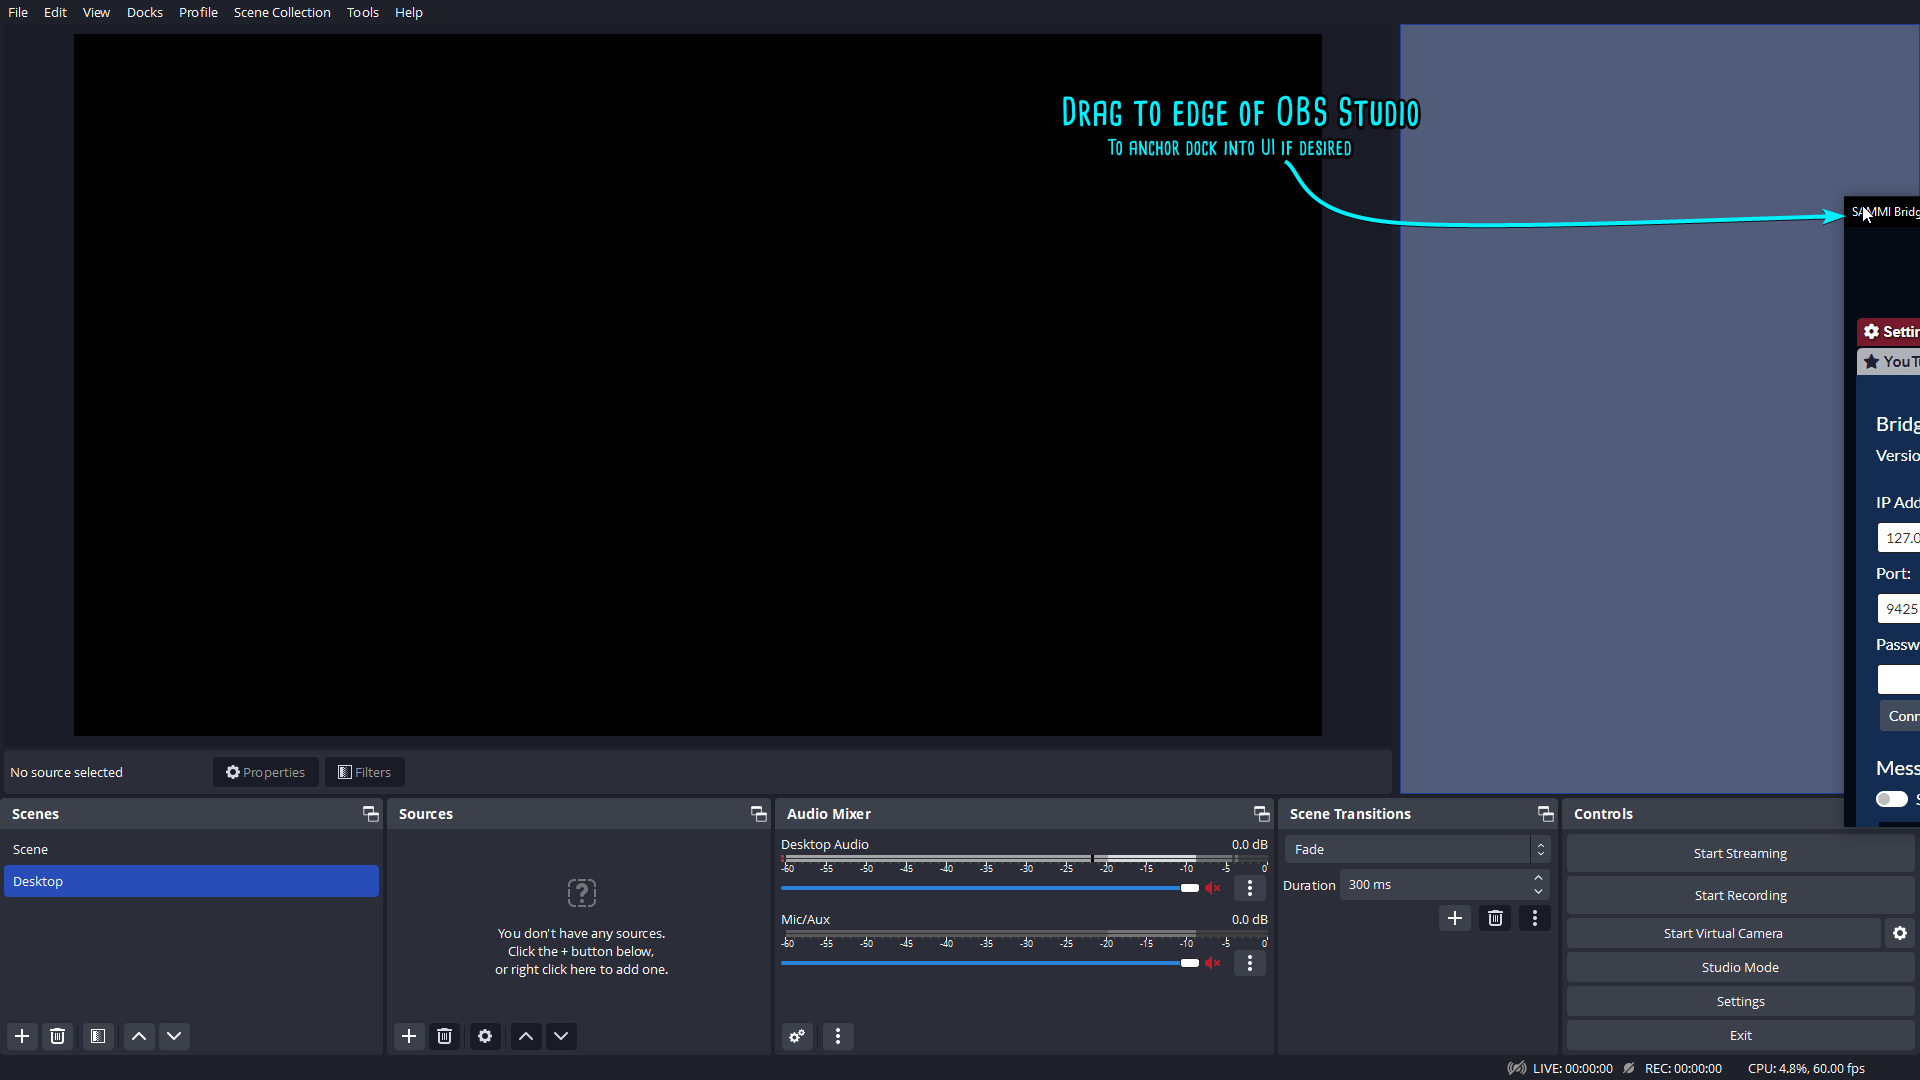 File Edit View Docks Profile Scene Collection Tools Help
Drag to edge of OBS Studio
To anchor dock into UI if desired
SAMMI Bridg
Settin
YouT
Bridg
Versio
IP Add
127.0
Port:
9425
Passw
Conn
Mess
S
No source selected
Properties
Filters
Scenes
Scene
Desktop
Sources
You don't have any sources.
Click the + button below,
or right click here to add one.
Audio Mixer
Desktop Audio 0.0 dB
-60 -55 -50 -45 -40 -35 -30 -25 -20 -15 -10 -5 0
Mic/Aux 0.0 dB
-60 -55 -50 -45 -40 -35 -30 -25 -20 -15 -10 -5 0
Scene Transitions
Fade
Duration 300 ms
Controls
Start Streaming
Start Recording
Start Virtual Camera
Studio Mode
Settings
Exit
LIVE: 00:00:00 REC: 00:00:00 CPU: 4.8%, 60.00 fps